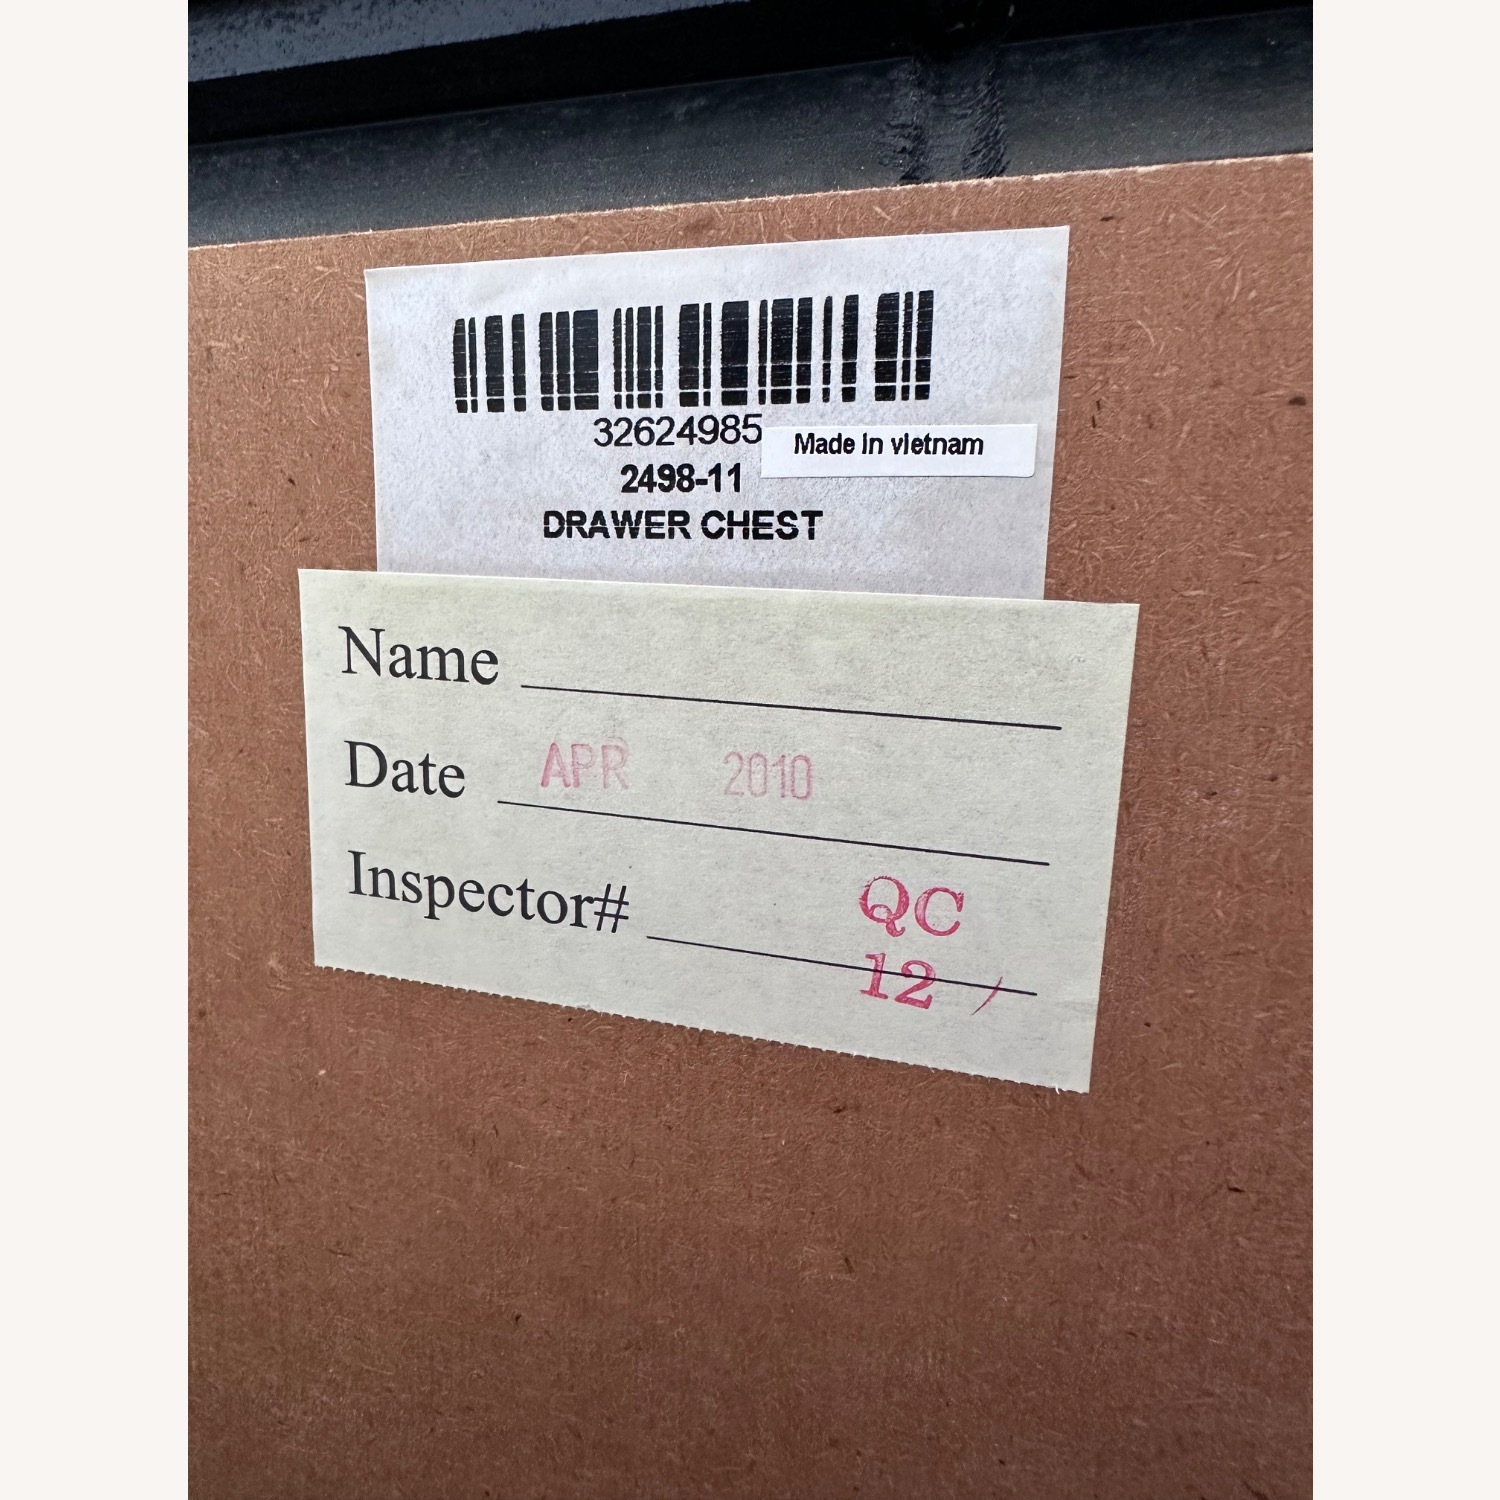 32624985
Made in vietnam
2498-11
DRAWER CHEST
Name
Date APR 2010
Inspector# QC
12 /